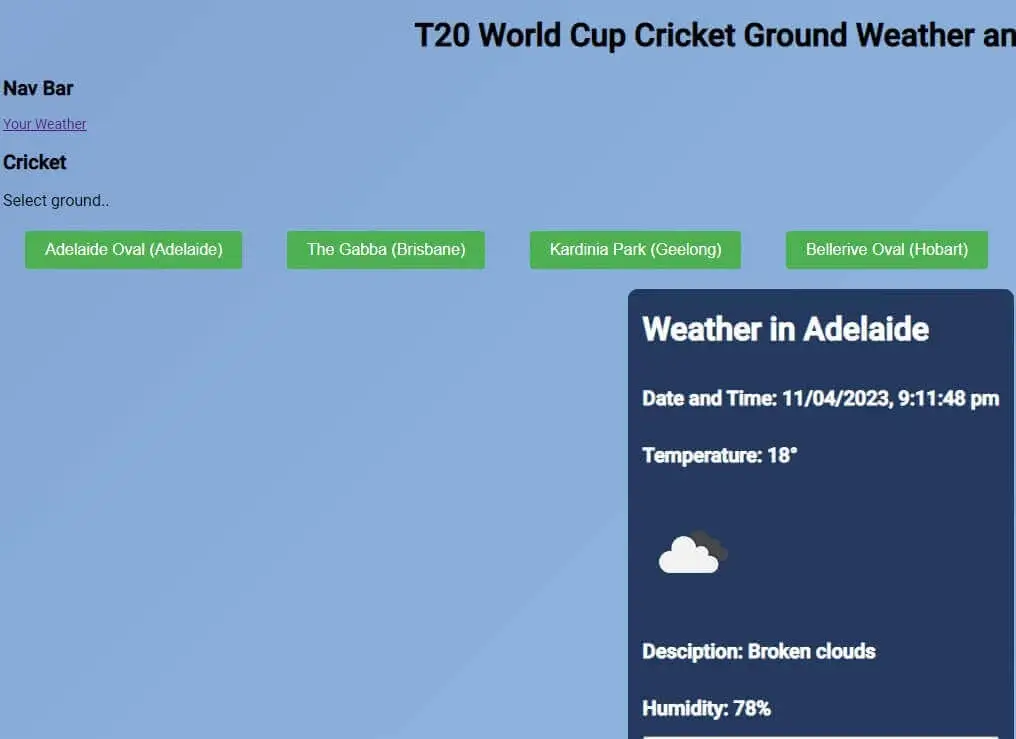 T20 World Cup Cricket Ground Weather an
Nav Bar
Your Weather
Cricket
Select ground..
Adelaide Oval (Adelaide)
The Gabba (Brisbane)
Kardinia Park (Geelong)
Bellerive Oval (Hobart)
Weather in Adelaide
Date and Time: 11/04/2023, 9:11:48 pm
Temperature: 18°
Desciption: Broken clouds
Humidity: 78%